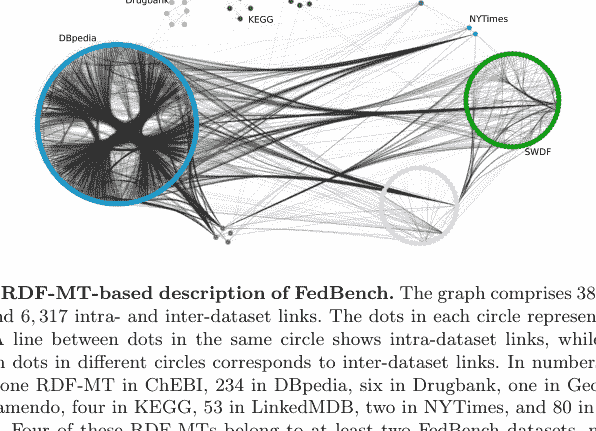 Drugbank
KEGG
NYTimes
DBpedia
SWDF
RDF-MT-based description of FedBench. The graph comprises 38
6,317 intra- and inter-dataset links. The dots in each circle represen
line between dots in the same circle shows intra-dataset links, while
dots in different circles corresponds to inter-dataset links. In number
one RDF-MT in ChEBI, 234 in DBpedia, six in Drugbank, one in Geo
amendo, four in KEGG, 53 in LinkedMDB, two in NYTimes, and 80 in
Four of these RDF-MTs belong to at least two FedBench datasets,